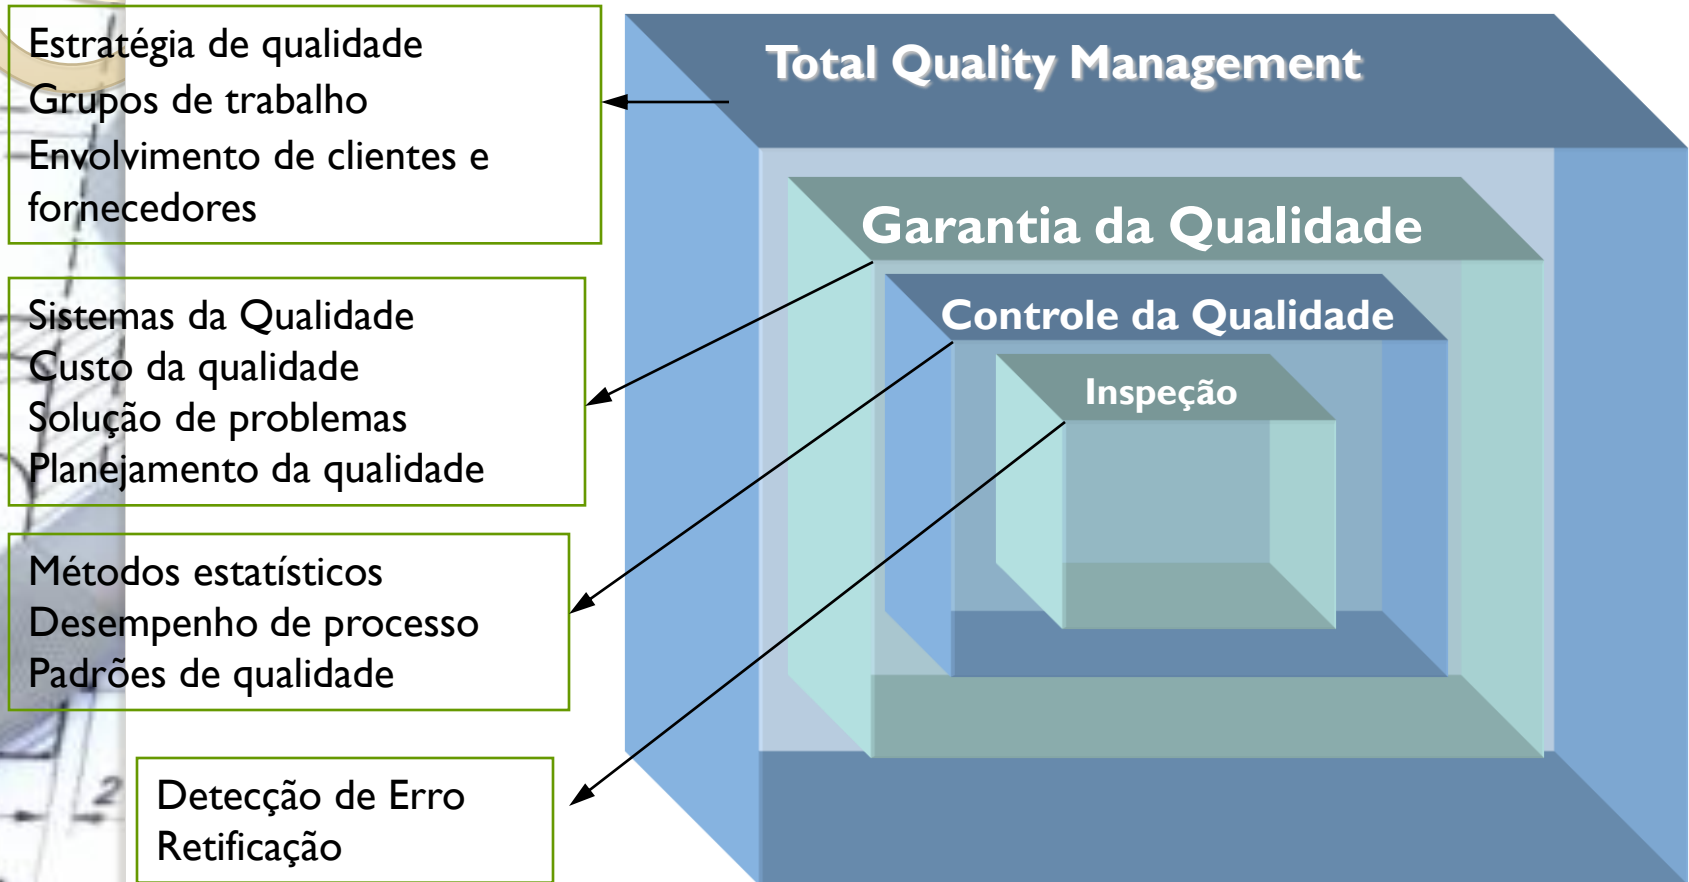 Estratégia de qualidade
Grupos de trabalho
Envolvimento de clientes e
fornecedores
Total Quality Management
Garantia da Qualidade
Sistemas da Qualidade
Custo da qualidade
Solução de problemas
Planejamento da qualidade
Controle da Qualidade
Inspeção
Métodos estatísticos
Desempenho de processo
Padrões de qualidade
Detecção de Erro
Retificação
2